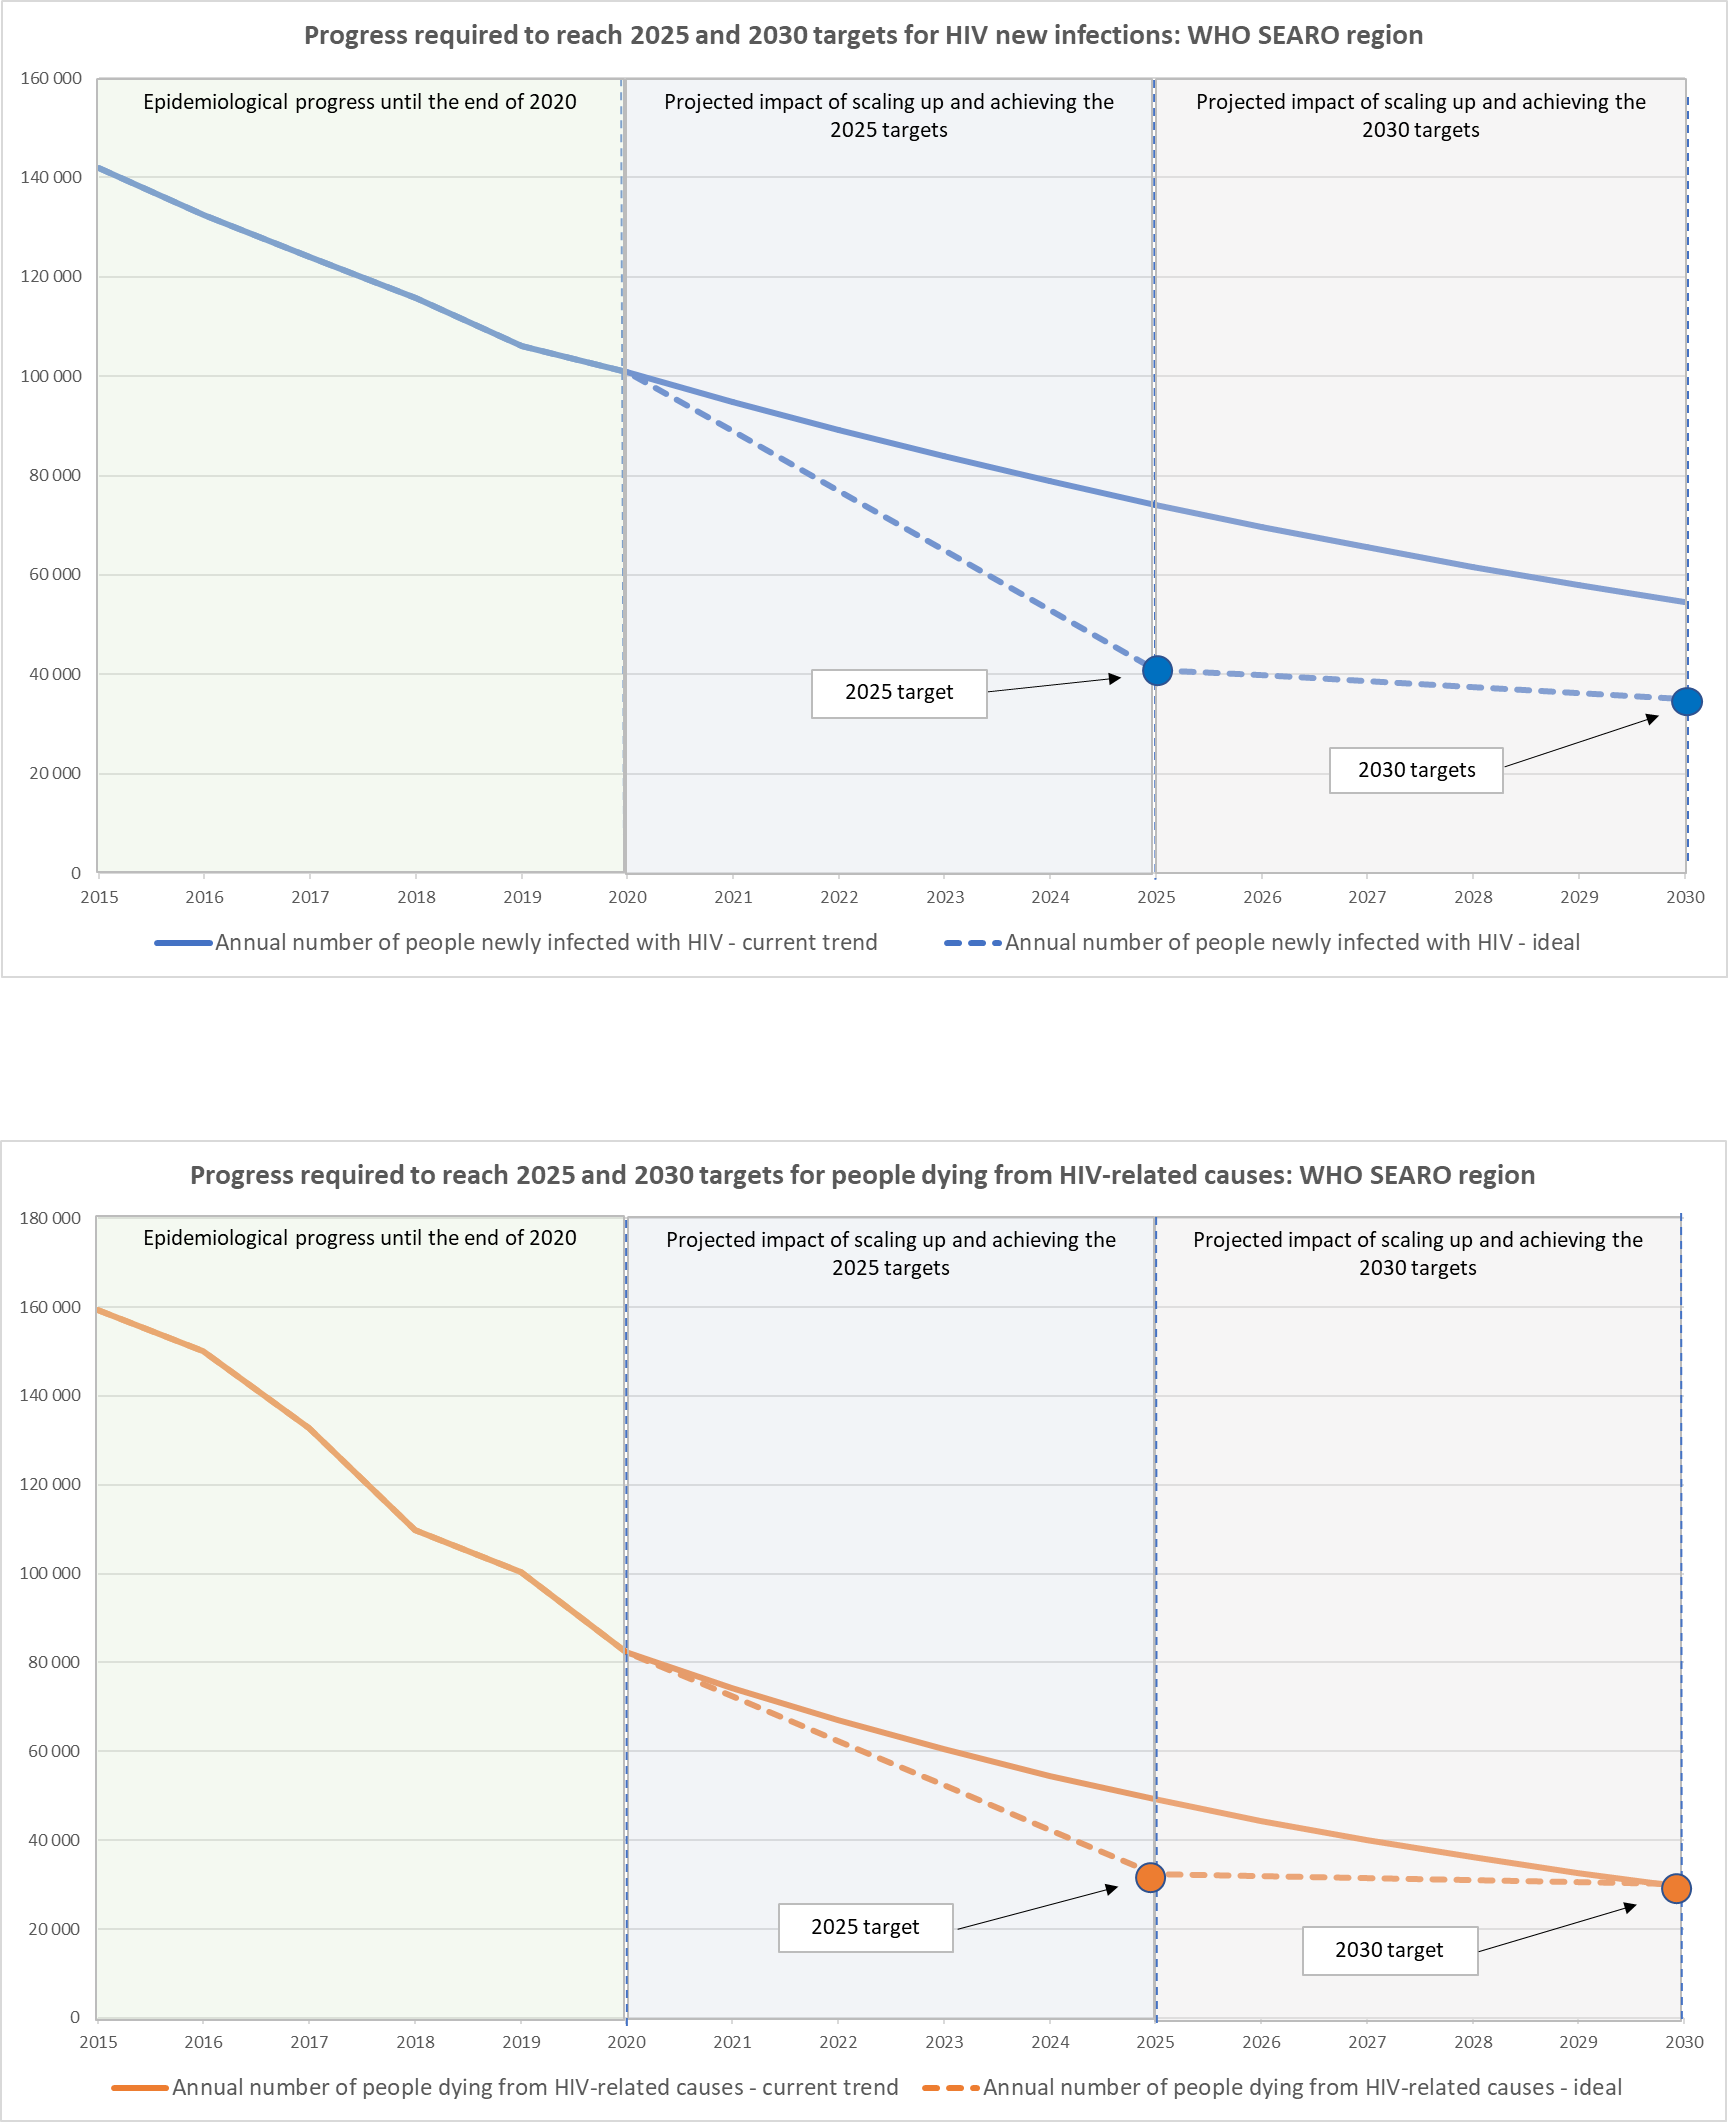 Progress required to reach 2025 and 2030 targets for HIV new infections: WHO SEARO region
160 000
140 000
120 000
100 000
80 000
60 000
40 000
20 000
0
Epidemiological progress until the end of 2020
Projected impact of scaling up and achieving the
2025 targets
Projected impact of scaling up and achieving the
2030 targets
2025 target
2030 targets
2015 2016 2017 2018 2019 2020 2021 2022 2023 2024 2025 2026 2027 2028 2029 2030
Annual number of people newly infected with HIV - current trend
Annual number of people newly infected with HIV - ideal
Progress required to reach 2025 and 2030 targets for people dying from HIV-related causes: WHO SEARO region
180 000
160 000
140 000
120 000
100 000
80 000
60 000
40 000
20 000
0
Epidemiological progress until the end of 2020
Projected impact of scaling up and achieving the
2025 targets
Projected impact of scaling up and achieving the
2030 targets
2025 target
2030 target
2015 2016 2017 2018 2019 2020 2021 2022 2023 2024 2025 2026 2027 2028 2029 2030
Annual number of people dying from HIV-related causes - current trend
Annual number of people dying from HIV-related causes - ideal